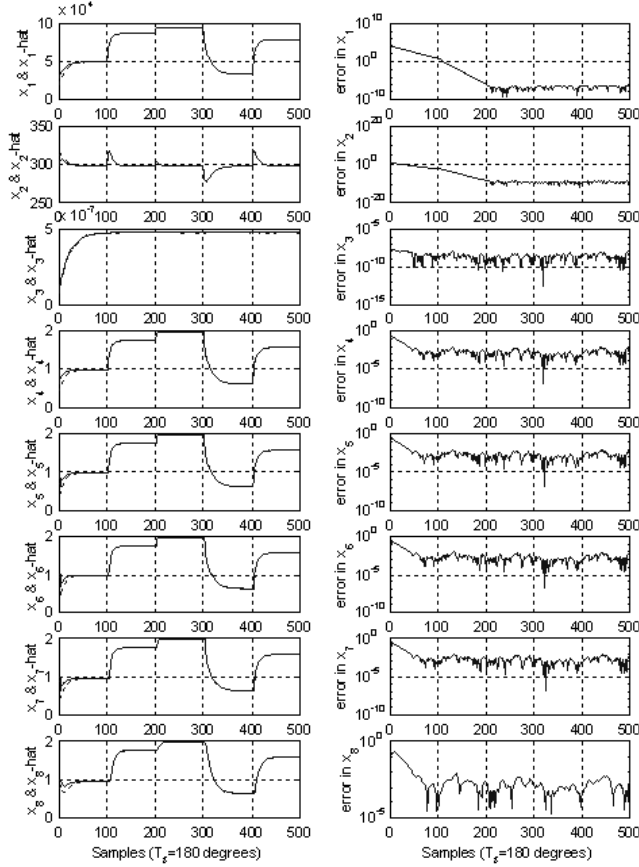 x 10⁴
10
5
0
0 100 200 300 400 500
x₁ & x₁-hat
10¹⁰
10⁰
10⁻¹⁰
0 100 200 300 400 500
error in x₁
350
300
250
0 100 200 300 400 500
x₂ & x₂-hat
10²⁰
10⁰
10⁻²⁰
0 100 200 300 400 500
error in x₂
x 10⁻⁷
5
0
0 100 200 300 400 500
x₃ & x₃-hat
10⁻⁵
10⁻¹⁰
10⁻¹⁵
0 100 200 300 400 500
error in x₃
2
1
0
0 100 200 300 400 500
x₄ & x₄-hat
10⁰
10⁻⁵
10⁻¹⁰
0 100 200 300 400 500
error in x₄
2
1
0
0 100 200 300 400 500
x₅ & x₅-hat
10⁰
10⁻⁵
10⁻¹⁰
0 100 200 300 400 500
error in x₅
2
1
0
0 100 200 300 400 500
x₆ & x₆-hat
10⁰
10⁻⁵
10⁻¹⁰
0 100 200 300 400 500
error in x₆
2
1
0
0 100 200 300 400 500
x₇ & x₇-hat
10⁰
10⁻⁵
10⁻¹⁰
0 100 200 300 400 500
error in x₇
2
1
0
0 100 200 300 400 500
x₈ & x₈-hat
Samples (Tₛ=180 degrees)
10⁰
10⁻⁵
0 100 200 300 400 500
error in x₈
Samples (Tₛ=180 degrees)